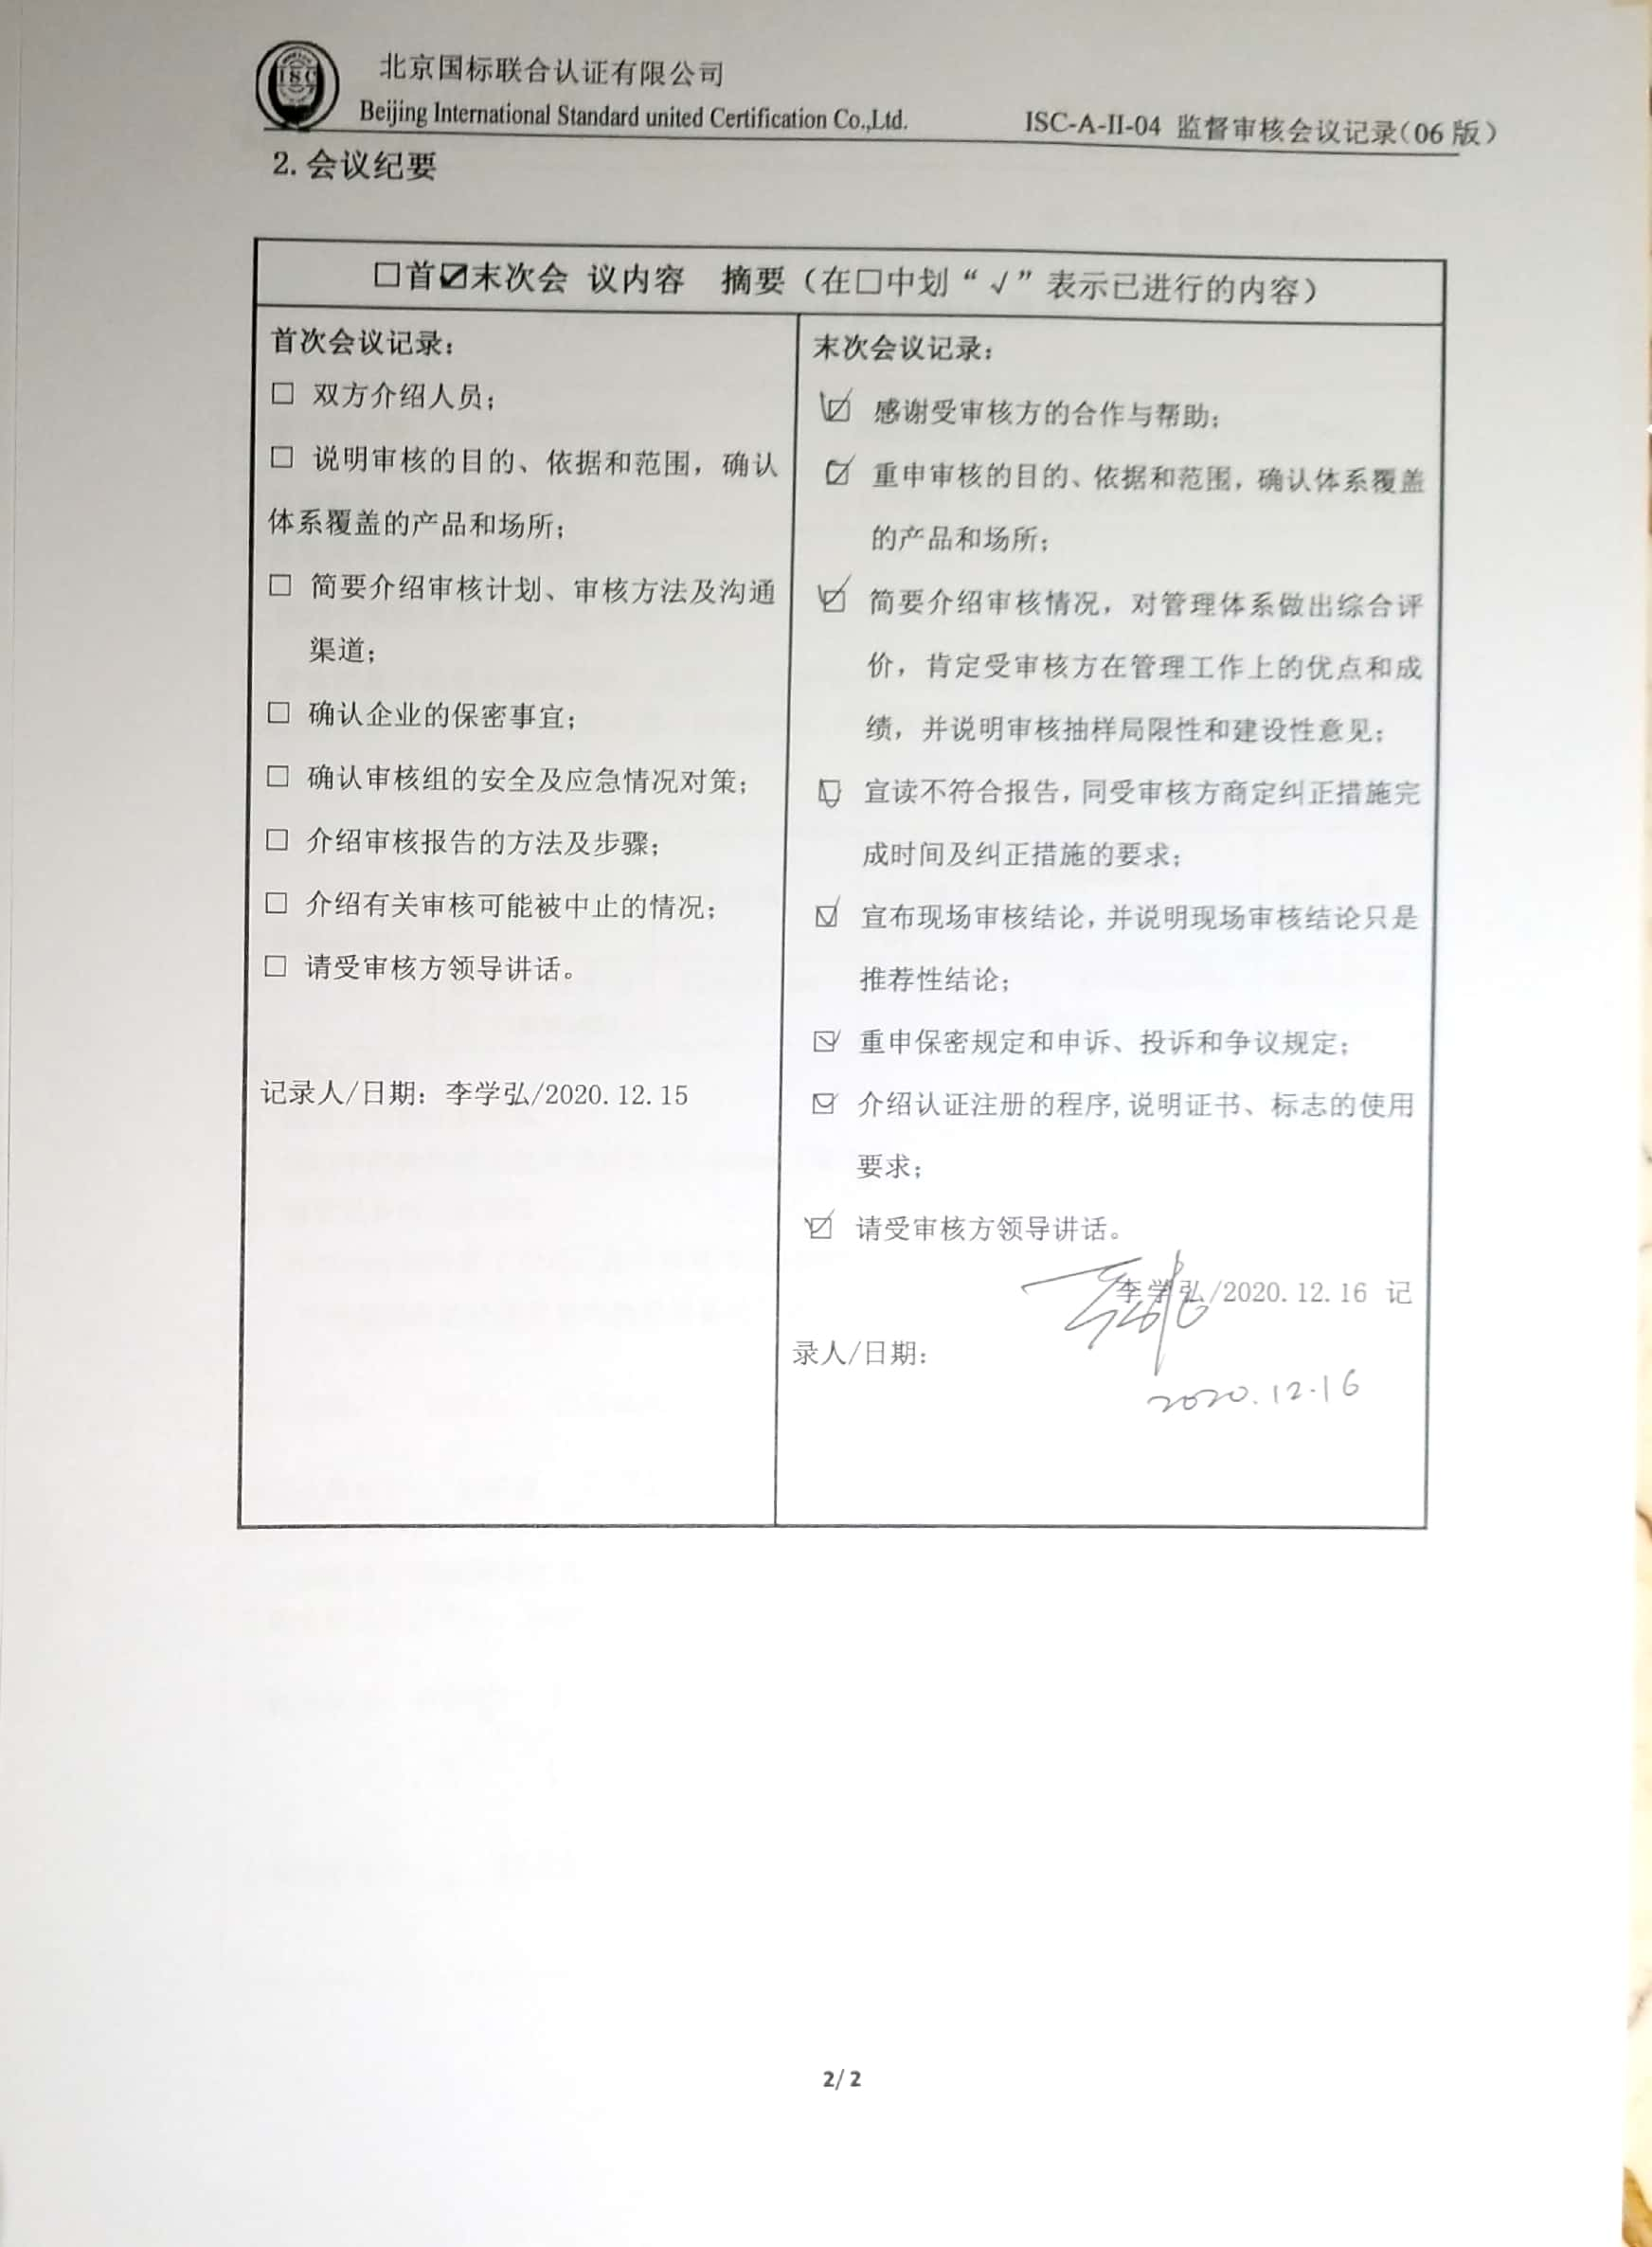 ISC
北京国标联合认证有限公司
Beijing International Standard united Certification Co.,Ltd.
ISC-A-II-04 监督审核会议记录(06 版)
2. 会议纪要
□首☑末次会 议内容 摘要（在□中划“√”表示已进行的内容）
首次会议记录：
□ 双方介绍人员；
□ 说明审核的目的、依据和范围，确认
体系覆盖的产品和场所；
□ 简要介绍审核计划、审核方法及沟通
渠道；
□ 确认企业的保密事宜；
□ 确认审核组的安全及应急情况对策；
□ 介绍审核报告的方法及步骤；
□ 介绍有关审核可能被中止的情况；
□ 请受审核方领导讲话。
记录人/日期：李学弘/2020.12.15
末次会议记录：
☑ 感谢受审核方的合作与帮助；
☑ 重申审核的目的、依据和范围，确认体系覆盖
的产品和场所；
☑ 简要介绍审核情况，对管理体系做出综合评
价，肯定受审核方在管理工作上的优点和成
绩，并说明审核抽样局限性和建设性意见；
☑ 宣读不符合报告，同受审核方商定纠正措施完
成时间及纠正措施的要求；
☑ 宣布现场审核结论，并说明现场审核结论只是
推荐性结论；
☑ 重申保密规定和申诉、投诉和争议规定；
☑ 介绍认证注册的程序，说明证书、标志的使用
要求；
☑ 请受审核方领导讲话。
李学弘/2020.12.16 记
录人/日期：
2020.12.16
2/ 2